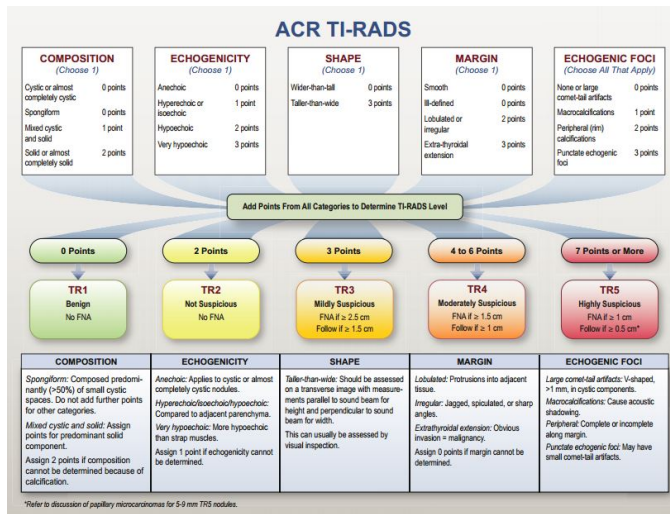 ACR TI-RADS
COMPOSITION
(Choose 1)
Cystic or almost 0 points
completely cystic
Spongiform 0 points
Mixed cystic 1 point
and solid
Solid or almost 2 points
completely solid
ECHOGENICITY
(Choose 1)
Anechoic 0 points
Hyperechoic or 1 point
isoechoic
Hypoechoic 2 points
Very hypoechoic 3 points
SHAPE
(Choose 1)
Wider-than-tall 0 points
Taller-than-wide 3 points
MARGIN
(Choose 1)
Smooth 0 points
Ill-defined 0 points
Lobulated or 2 points
irregular
Extra-thyroidal 3 points
extension
ECHOGENIC FOCI
(Choose All That Apply)
None or large 0 points
comet-tail artifacts
Macrocalcifications 1 point
Peripheral (rim) 2 points
calcifications
Punctate echogenic 3 points
foci
Add Points From All Categories to Determine TI-RADS Level
0 Points
2 Points
3 Points
4 to 6 Points
7 Points or More
TR1
Benign
No FNA
TR2
Not Suspicious
No FNA
TR3
Mildly Suspicious
FNA if ≥ 2.5 cm
Follow if ≥ 1.5 cm
TR4
Moderately Suspicious
FNA if ≥ 1.5 cm
Follow if ≥ 1 cm
TR5
Highly Suspicious
FNA if ≥ 1 cm
Follow if ≥ 0.5 cm*
COMPOSITION
Spongiform: Composed predomi-
nantly (>50%) of small cystic
spaces. Do not add further
points for other categories.
Mixed cystic and solid: Assign
points for predominant solid
component.
Assign 2 points if composition
cannot be determined because of
calcification.
ECHOGENICITY
Anechoic: Applies to cystic or almost
completely cystic nodules.
Hyperechoic/isoechoic/hypoechoic:
Compared to adjacent parenchyma.
Very hypoechoic: More hypoechoic
than strap muscles.
Assign 1 point if echogenicity cannot
be determined.
SHAPE
Taller-than-wide: Should be assessed
on a transverse image with measure-
ments parallel to sound beam for
height and perpendicular to sound
beam for width.
This can usually be assessed by
visual inspection.
MARGIN
Lobulated: Protrusions into adjacent
tissue.
Irregular: Jagged, spiculated, or sharp
angles.
Extrathyroidal extension: Obvious
invasion = malignancy.
Assign 0 points if margin cannot be
determined.
ECHOGENIC FOCI
Large comet-tail artifacts: V-shaped,
>1 mm, in cystic components.
Macrocalcifications: Cause acoustic
shadowing.
Peripheral: Complete or incomplete
along margin.
Punctate echogenic foci: May have
small comet-tail artifacts.
*Refer to discussion of papillary microcarcinomas for 5-9 mm TR5 nodules.